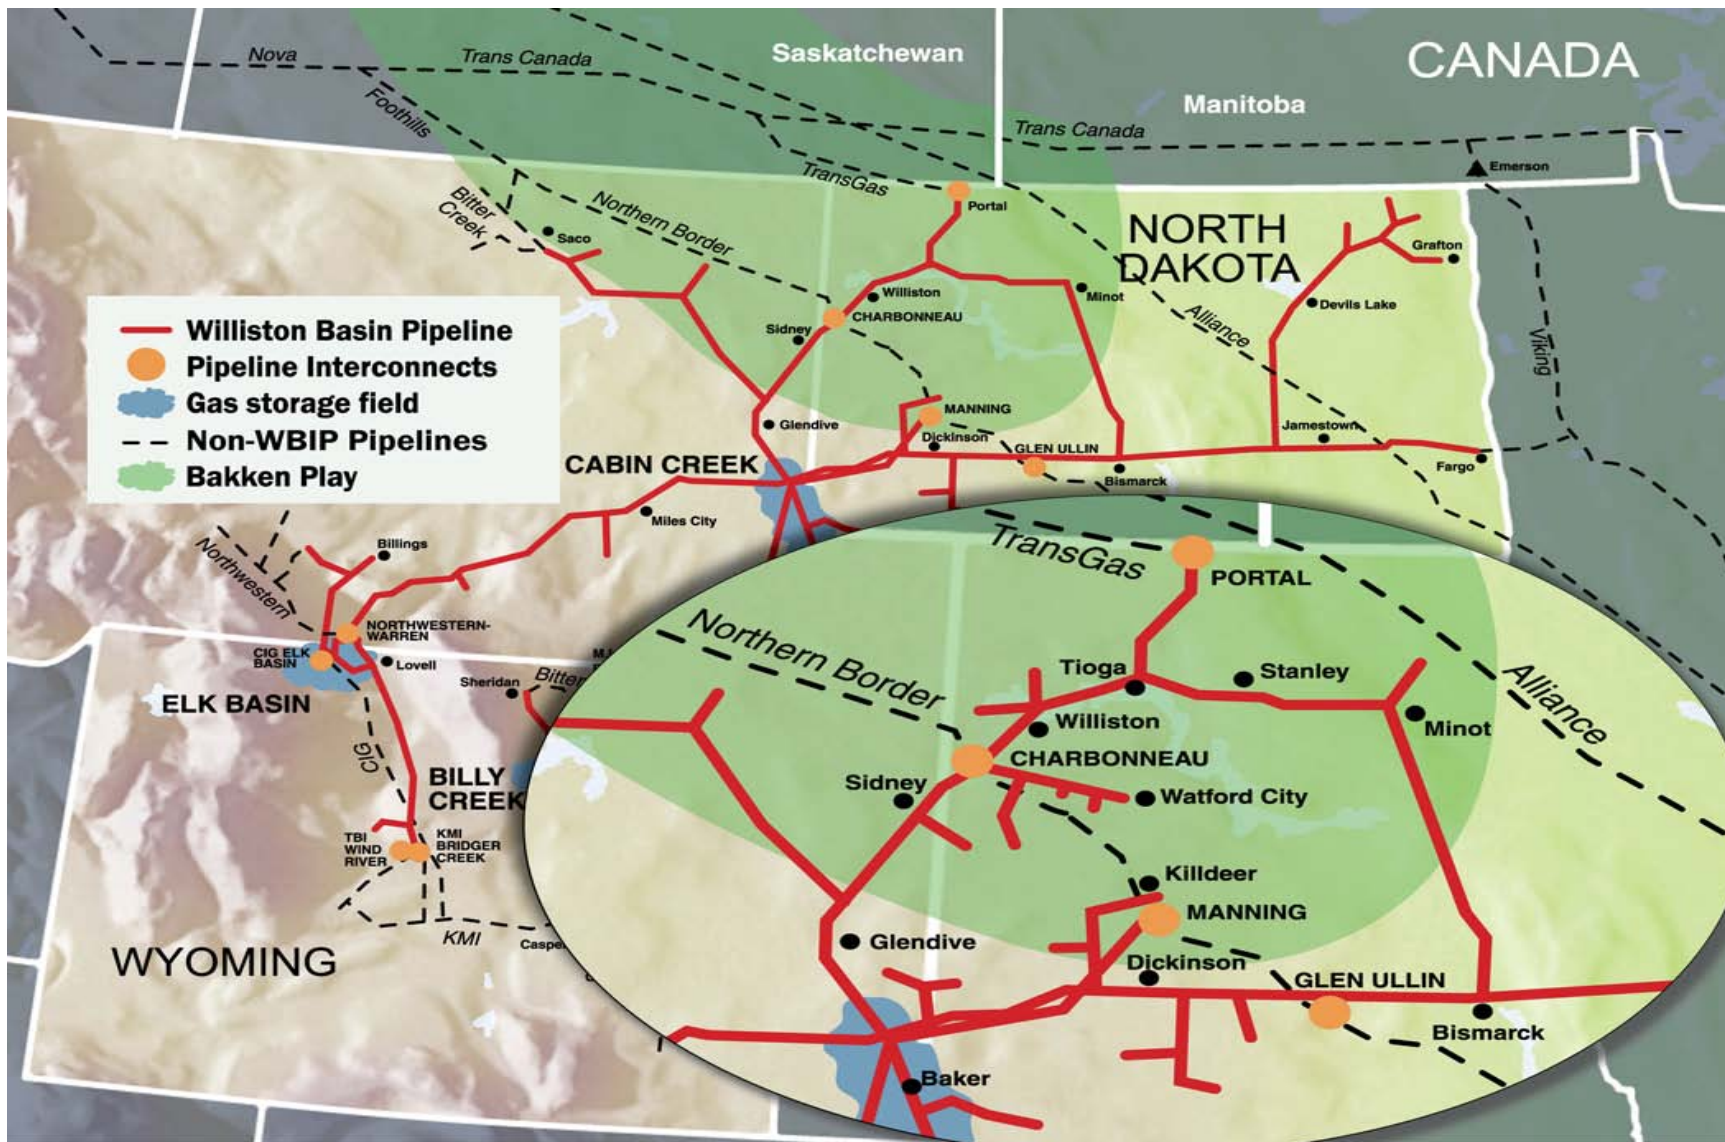 Nova
Trans Canada
Saskatchewan
CANADA
Manitoba
Foothills
Trans Canada
TransGas
Emerson
Portal
Bitter
Creek
Saco
Northern Border
NORTH
DAKOTA
Grafton
Williston
Minot
Devils Lake
CHARBONNEAU
Sidney
Alliance
Viking
Williston Basin Pipeline
Pipeline Interconnects
Gas storage field
Non-WBIP Pipelines
Bakken Play
Glendive
MANNING
Dickinson
Jamestown
GLEN ULLIN
Fargo
Bismarck
CABIN CREEK
Miles City
Billings
Northwestern
NORTHWESTERN-
WARREN
CIG ELK
BASIN
Lovell
ELK BASIN
Sheridan
Bitter
CIG
BILLY
CREEK
TBI
WIND
RIVER
KMI
BRIDGER
CREEK
KMI
WYOMING
TransGas
PORTAL
Northern Border
Tioga
Stanley
Alliance
Williston
Minot
CHARBONNEAU
Sidney
Watford City
Killdeer
MANNING
Glendive
Dickinson
GLEN ULLIN
Bismarck
Baker